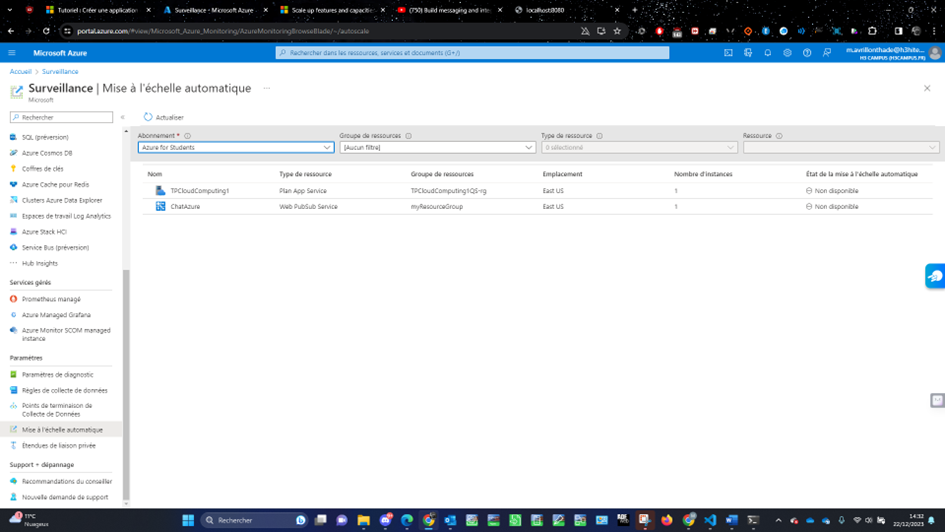 Tutoriel : Créer une application
Surveillance - Microsoft Azure
Scale up features and capacities
(750) Build messaging and inter
localhost:8080
portal.azure.com/#view/Microsoft_Azure_Monitoring/AzureMonitoringBrowseBlade/~/autoscale
Microsoft Azure
Rechercher dans les ressources, services et documents (G+/)
m.avrillonthade@h3hite...
H3 CAMPUS (H3CAMPUS.FR)
Accueil > Surveillance
Surveillance | Mise à l'échelle automatique ...
Microsoft
Rechercher
Actualiser
SQL (préversion)
Azure Cosmos DB
Coffres de clés
Azure Cache pour Redis
Clusters Azure Data Explorer
Espaces de travail Log Analytics
Azure Stack HCI
Service Bus (préversion)
Hub Insights
Services gérés
Prometheus managé
Azure Managed Grafana
Azure Monitor SCOM managed
instance
Paramètres
Paramètres de diagnostic
Règles de collecte de données
Points de terminaison de
Collecte de Données
Mise à l'échelle automatique
Étendues de liaison privée
Support + dépannage
Recommandations du conseiller
Nouvelle demande de support
Abonnement *
Groupe de ressources
Type de ressource
Ressource
Azure for Students
[Aucun filtre]
0 sélectionné
Nom
Type de ressource
Groupe de ressources
Emplacement
Nombre d'instances
État de la mise à l'échelle automatique
TPCloudComputing1
Plan App Service
TPCloudComputing1QS-rg
East US
1
Non disponible
ChatAzure
Web PubSub Service
myResourceGroup
East US
1
Non disponible
11°C
Nuageux
Rechercher
14:32
22/12/2023